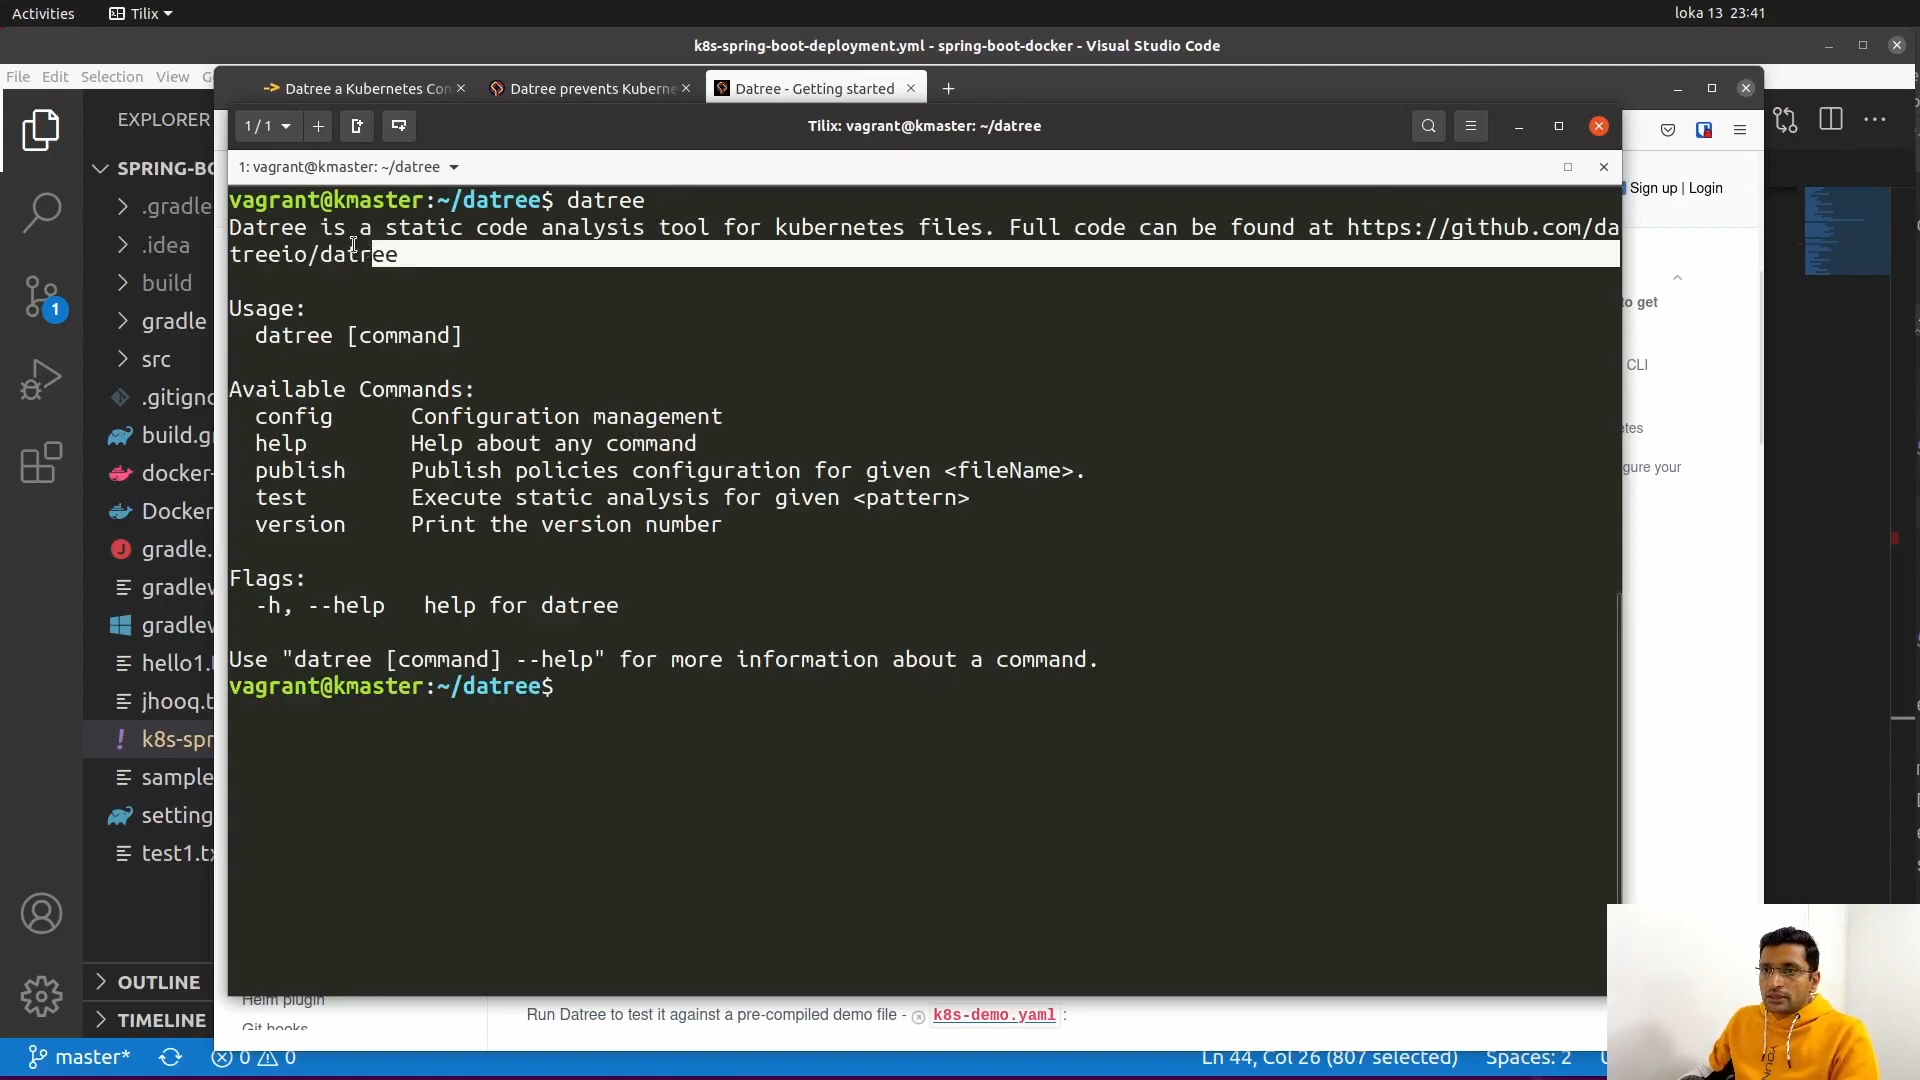 Activities
Tilix
loka 13 23:41
k8s-spring-boot-deployment.yml - spring-boot-docker - Visual Studio Code
File Edit Selection View G
Datree a Kubernetes Con
Datree prevents Kuberne
Datree - Getting started
1 / 1
Tilix: vagrant@kmaster: ~/datree
1: vagrant@kmaster: ~/datree
EXPLORER
SPRING-BO
.gradle
.idea
build
gradle
src
.gitigno
build.gr
docker-
Docker
gradle.
gradlew
gradlew
hello1.
jhooq.t
k8s-spr
sample
setting
test1.tx
OUTLINE
TIMELINE
1
vagrant@kmaster:~/datree$ datree
Datree is a static code analysis tool for kubernetes files. Full code can be found at https://github.com/da
treeio/datree
Usage:
datree [command]
Available Commands:
config Configuration management
help Help about any command
publish Publish policies configuration for given <fileName>.
test Execute static analysis for given <pattern>
version Print the version number
Flags:
-h, --help help for datree
Use "datree [command] --help" for more information about a command.
vagrant@kmaster:~/datree$
Sign up | Login
to get
CLI
etes
gure your
Helm plugin
Git hooks
Run Datree to test it against a pre-compiled demo file - k8s-demo.yaml :
master*
0 0
Ln 44, Col 26 (807 selected)
Spaces: 2